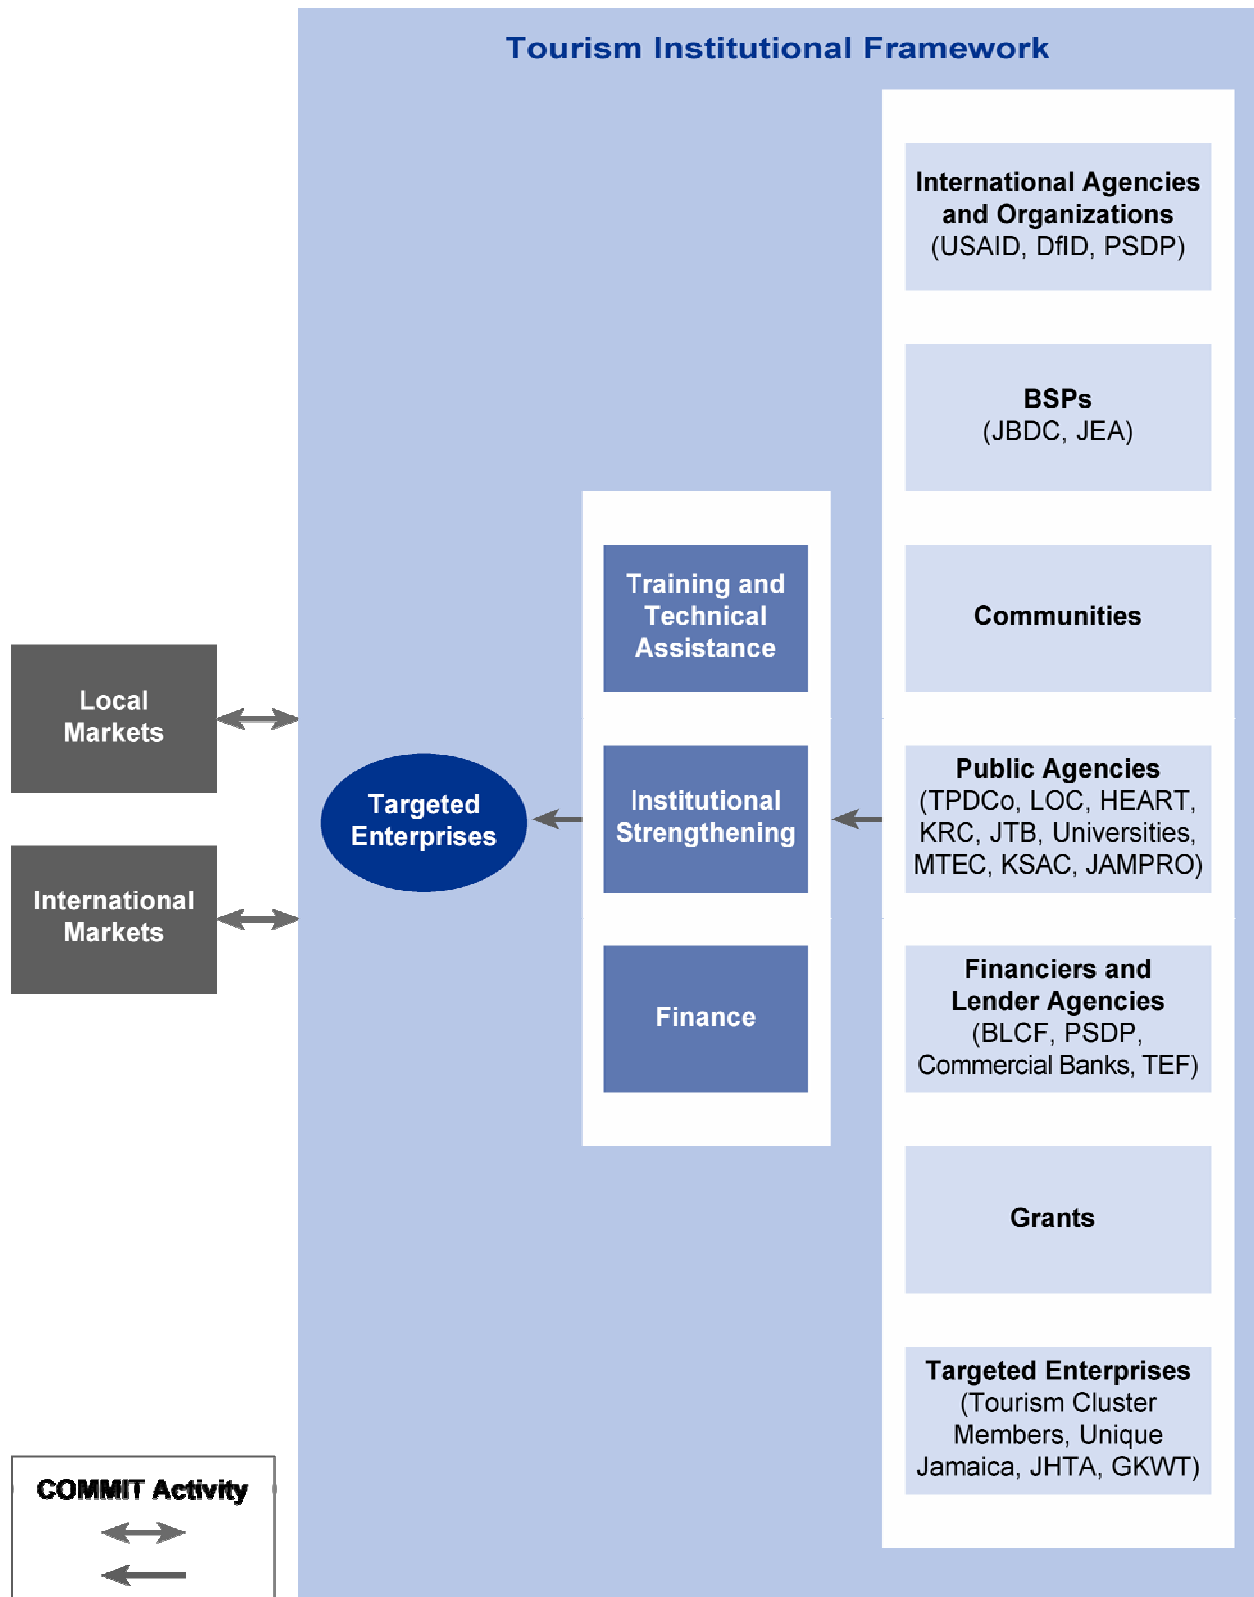 Tourism Institutional Framework
International Agencies
and Organizations
(USAID, DfID, PSDP)
BSPs
(JBDC, JEA)
Communities
Public Agencies
(TPDCo, LOC, HEART,
KRC, JTB, Universities,
MTEC, KSAC, JAMPRO)
Financiers and
Lender Agencies
(BLCF, PSDP,
Commercial Banks, TEF)
Grants
Targeted Enterprises
(Tourism Cluster
Members, Unique
Jamaica, JHTA, GKWT)
Training and
Technical
Assistance
Institutional
Strengthening
Finance
Targeted
Enterprises
Local
Markets
International
Markets
COMMIT Activity